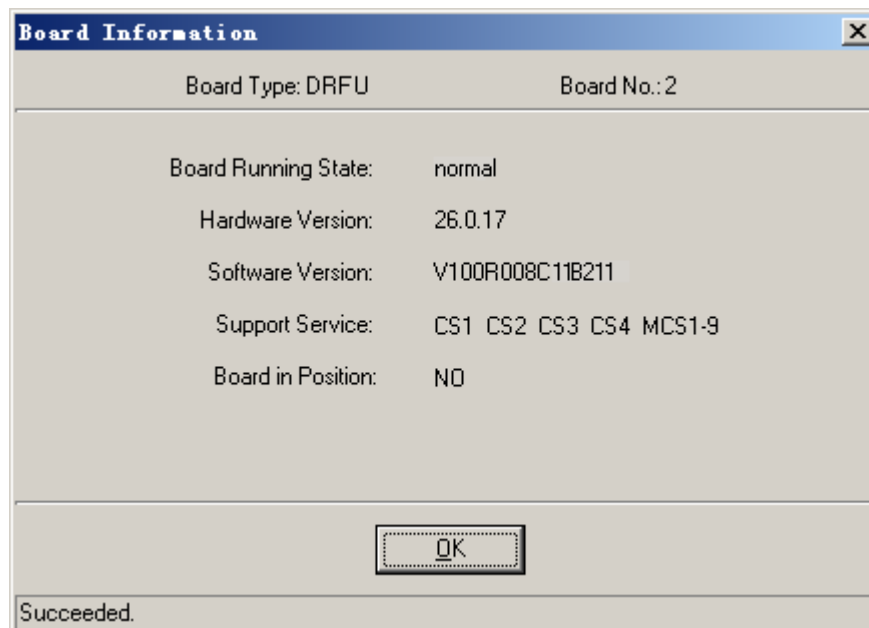 Board Information
Board Type: DRFU Board No.: 2
Board Running State: normal
Hardware Version: 26.0.17
Software Version: V100R008C11B211
Support Service: CS1 CS2 CS3 CS4 MCS1-9
Board in Position: NO
OK
Succeeded.